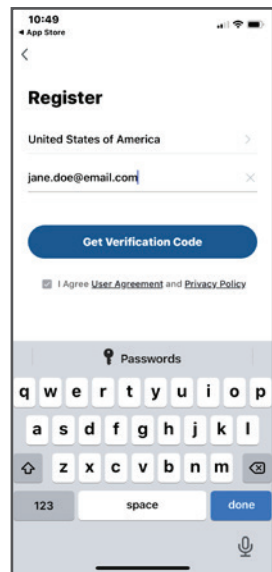 10:49
App Store
Register
United States of America
jane.doe@email.com
Get Verification Code
I Agree User Agreement and Privacy Policy
Passwords
q w e r t y u i o p
a s d f g h j k l
z x c v b n m
123 space done